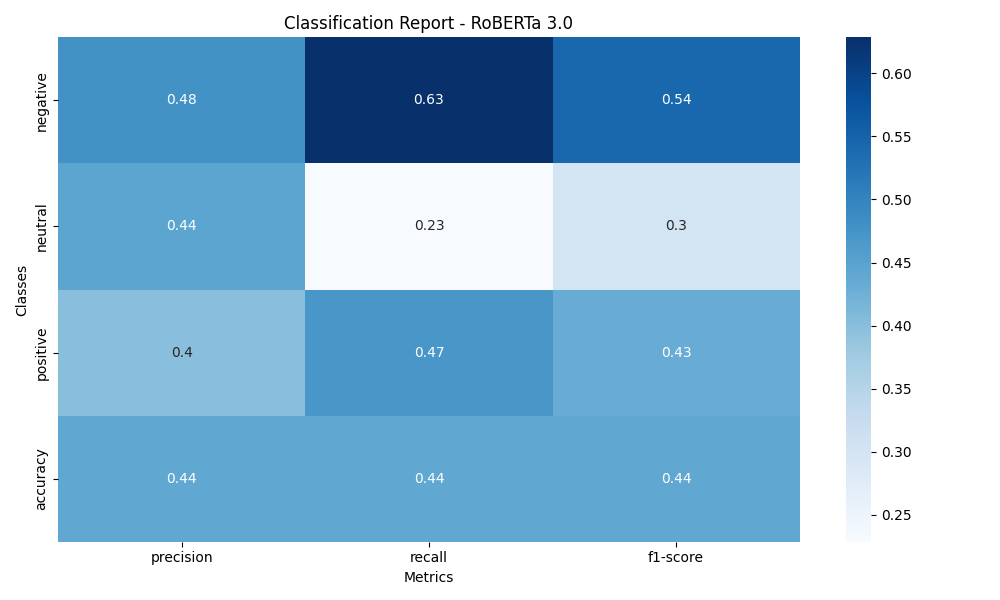 Classification Report - RoBERTa 3.0
Classes
negative
0.48 0.63 0.54
neutral
0.44 0.23 0.3
positive
0.4 0.47 0.43
accuracy
0.44 0.44 0.44
precision recall f1-score
Metrics
0.60
0.55
0.50
0.45
0.40
0.35
0.30
0.25